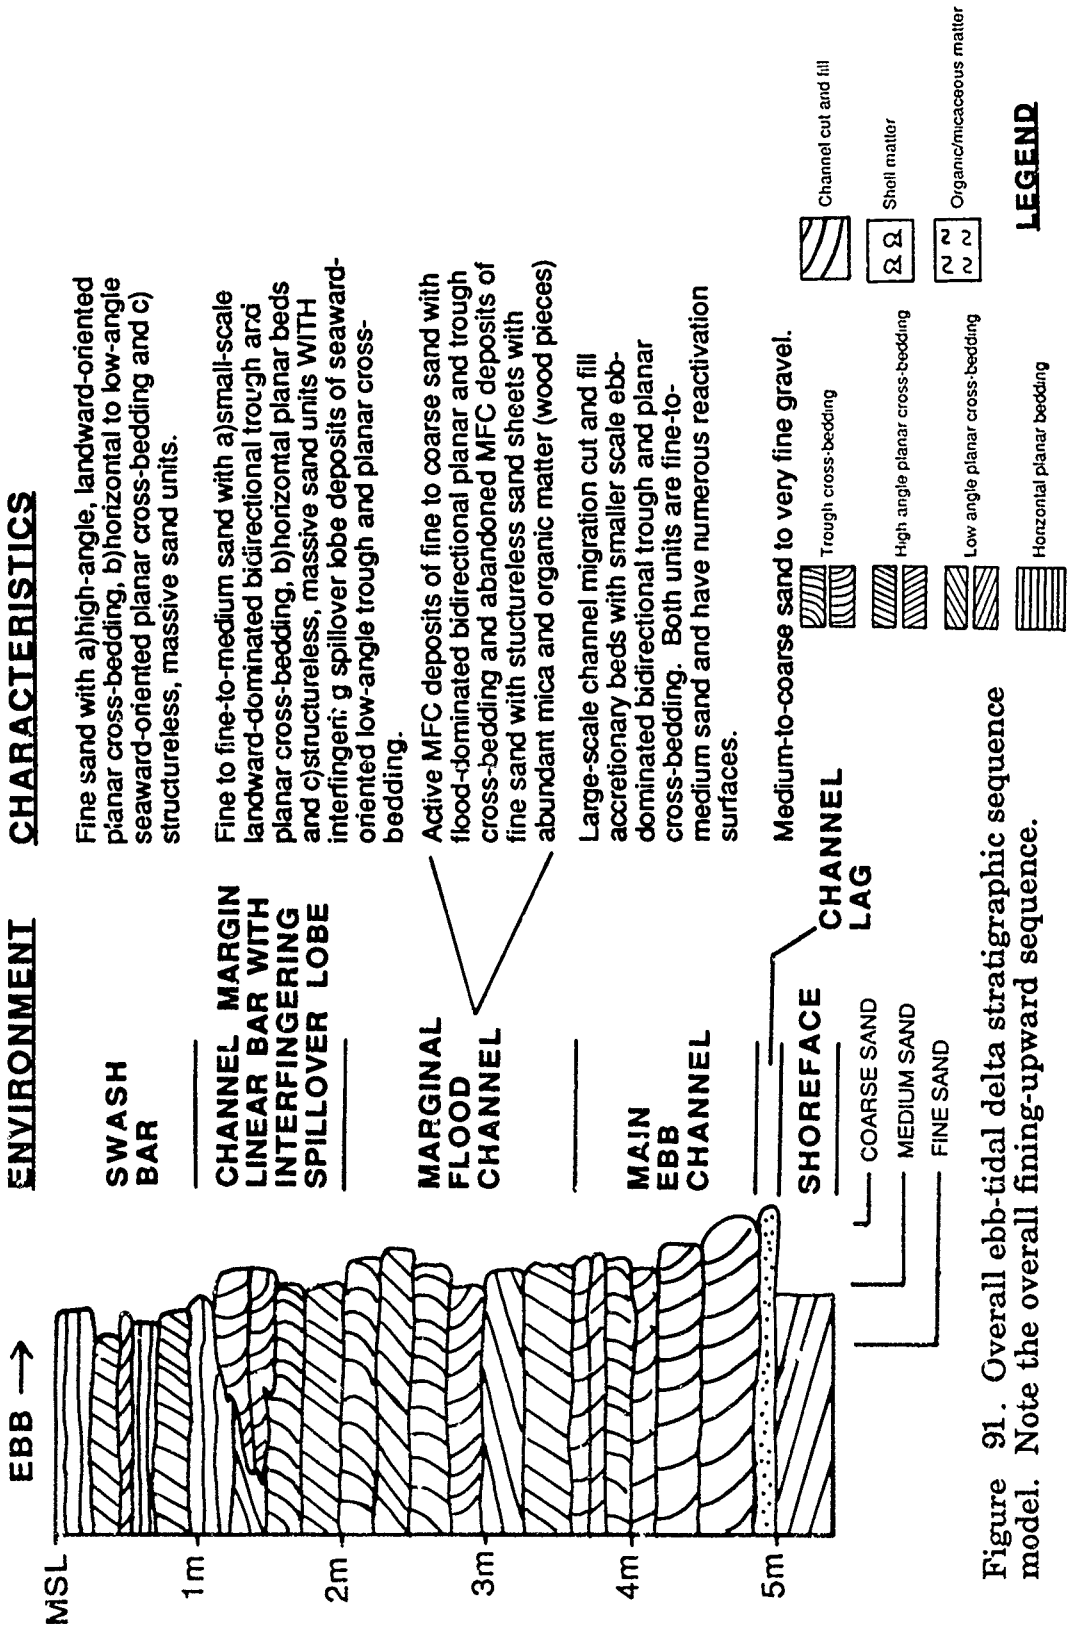 EBB →
ENVIRONMENT
CHARACTERISTICS
MSL
1m
2m
3m
4m
5m
SWASH
BAR
Fine sand with a)high-angle, landward-oriented
planar cross-bedding, b)horizontal to low-angle
seaward-oriented planar cross-bedding and c)
structureless, massive sand units.
CHANNEL MARGIN
LINEAR BAR WITH
INTERFINGERING
SPILLOVER LOBE
Fine to fine-to-medium sand with a)small-scale
landward-dominated bidirectional trough and
planar cross-bedding, b)horizontal planar beds
and c)structureless, massive sand units WITH
interfingering spillover lobe deposits of seaward-
oriented low-angle trough and planar cross-
bedding.
MARGINAL
FLOOD
CHANNEL
Active MFC deposits of fine to coarse sand with
flood-dominated bidirectional planar and trough
cross-bedding and abandoned MFC deposits of
fine sand with stuctureless sand sheets with
abundant mica and organic matter (wood pieces)
MAIN
EBB
CHANNEL
Large-scale channel migration cut and fill
accretionary beds with smaller scale ebb-
dominated bidirectional trough and planar
cross-bedding. Both units are fine-to-
medium sand and have numerous reactivation
surfaces.
CHANNEL
LAG
Medium-to-coarse sand to very fine gravel.
SHOREFACE
COARSE SAND
MEDIUM SAND
FINE SAND
Trough cross-bedding
High angle planar cross-bedding
Low angle planar cross-bedding
Horizontal planar bedding
Channel cut and fill
Shell matter
Organic/micaceous matter
LEGEND
Figure 91. Overall ebb-tidal delta stratigraphic sequence
model. Note the overall fining-upward sequence.